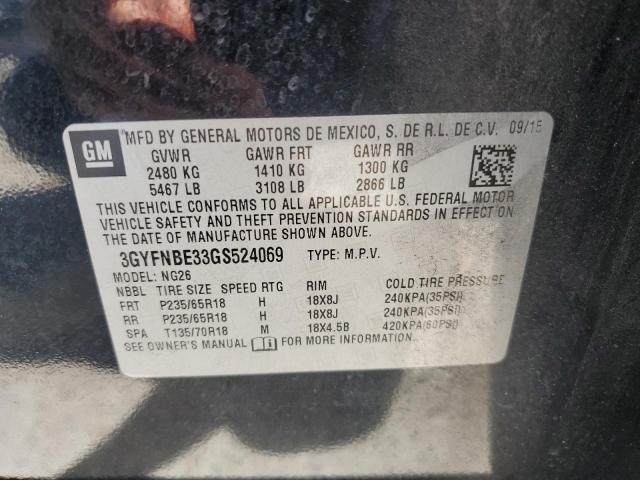 GM
MFD BY GENERAL MOTORS DE MEXICO, S. DE R.L. DE C.V. 09/15
GVWR GAWR FRT GAWR RR
2480 KG 1410 KG 1300 KG
5467 LB 3108 LB 2866 LB
THIS VEHICLE CONFORMS TO ALL APPLICABLE U.S. FEDERAL MOTOR
VEHICLE SAFETY AND THEFT PREVENTION STANDARDS IN EFFECT ON
THE DATE OF MANUFACTURE SHOWN ABOVE.
3GYFNBE33GS524069 TYPE: M.P.V.
MODEL: NG26
NBBL TIRE SIZE SPEED RTG RIM COLD TIRE PRESSURE
FRT P235/65R18 H 18X8J 240KPA(35PSI)
RR P235/65R18 H 18X8J 240KPA(35PSI)
SPA T135/70R18 M 18X4.5B 420KPA(60PSI)
SEE OWNER'S MANUAL FOR MORE INFORMATION.